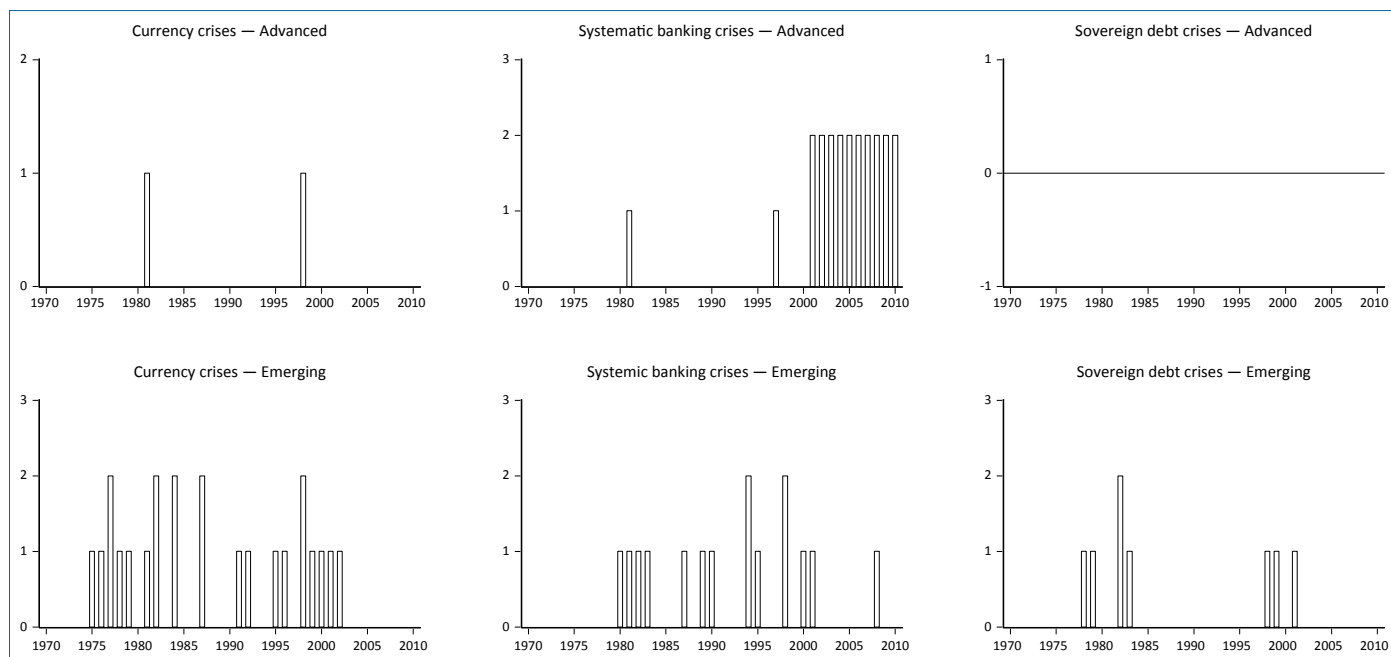 Currency crises — Advanced
2
1
0
1970 1975 1980 1985 1990 1995 2000 2005 2010
Systematic banking crises — Advanced
3
2
1
0
1970 1975 1980 1985 1990 1995 2000 2005 2010
Sovereign debt crises — Advanced
1
0
-1
1970 1975 1980 1985 1990 1995 2000 2005 2010
Currency crises — Emerging
3
2
1
0
1970 1975 1980 1985 1990 1995 2000 2005 2010
Systemic banking crises — Emerging
3
2
1
0
1970 1975 1980 1985 1990 1995 2000 2005 2010
Sovereign debt crises — Emerging
3
2
1
0
1970 1975 1980 1985 1990 1995 2000 2005 2010